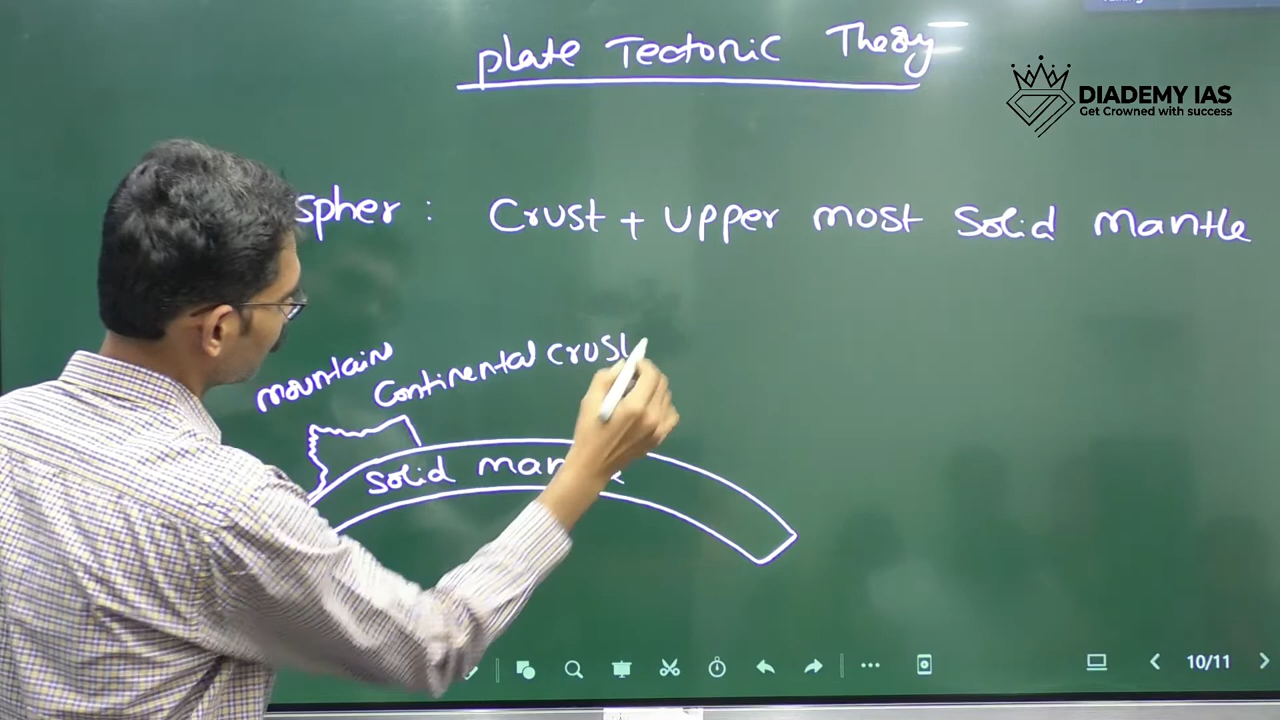 Plate Tectonic Theory
DIADEMY IAS
Get Crowned with success
spher : Crust + Upper most Solid Mantle
Mountain
Continental Crust
Solid
10/11